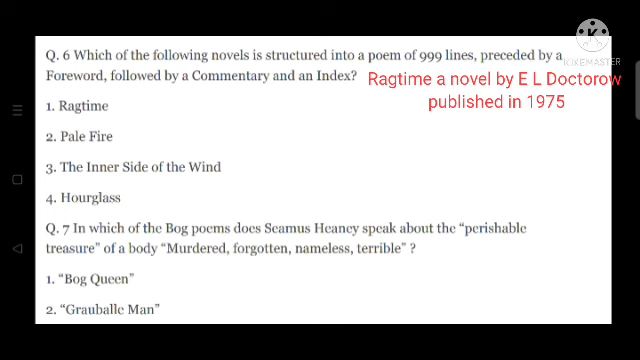 Q. 6 Which of the following novels is structured into a poem of 999 lines, preceded by a
Foreword, followed by a Commentary and an Index?
Ragtime a novel by E L Doctorow
published in 1975
1. Ragtime
2. Pale Fire
3. The Inner Side of the Wind
4. Hourglass
Q. 7 In which of the Bog poems does Seamus Heaney speak about the “perishable
treasure” of a body “Murdered, forgotten, nameless, terrible” ?
1. “Bog Queen”
2. “Grauballe Man”
KINEMASTER